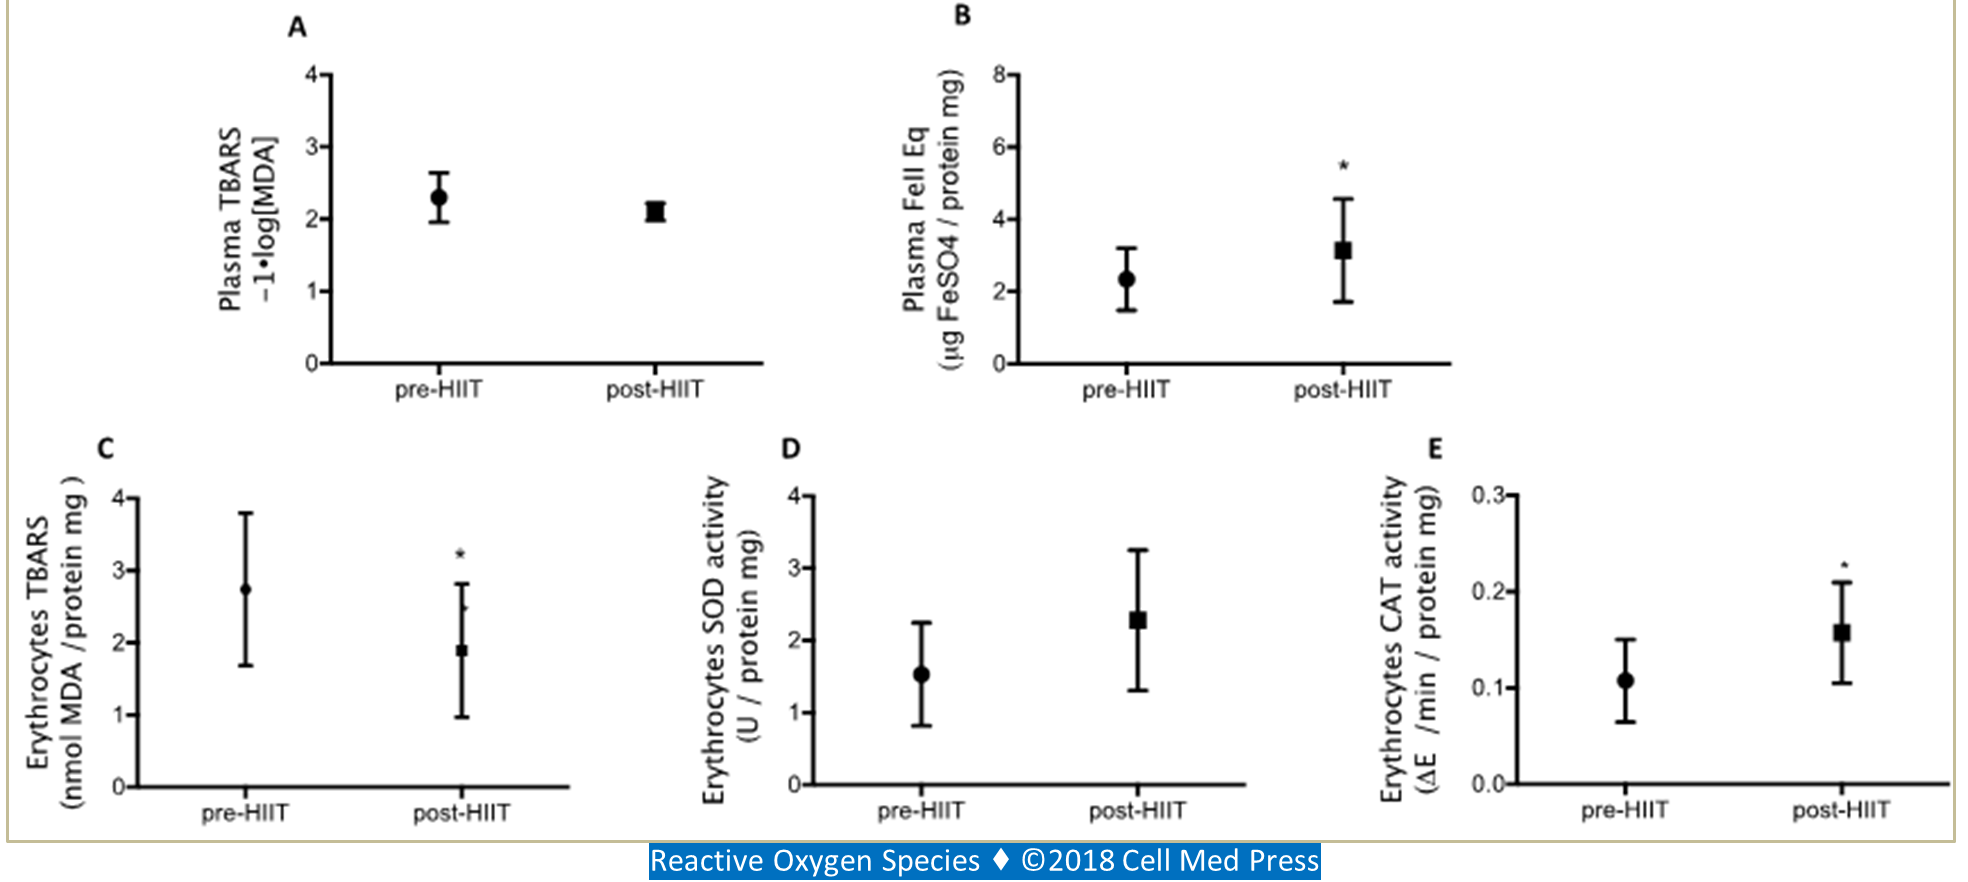 A
Plasma TBARS
−1•log[MDA]
4
3
2
1
0
pre-HIIT post-HIIT
B
Plasma FeII Eq
(µg FeSO4 / protein mg)
8
6
4
2
0
*
pre-HIIT post-HIIT
C
Erythrocytes TBARS
(nmol MDA /protein mg )
4
3
2
1
0
*
pre-HIIT post-HIIT
D
Erythrocytes SOD activity
(U / protein mg)
4
3
2
1
0
pre-HIIT post-HIIT
E
Erythrocytes CAT activity
(ΔE /min / protein mg)
0.3
0.2
0.1
0.0
*
pre-HIIT post-HIIT
Reactive Oxygen Species ♦ ©2018 Cell Med Press